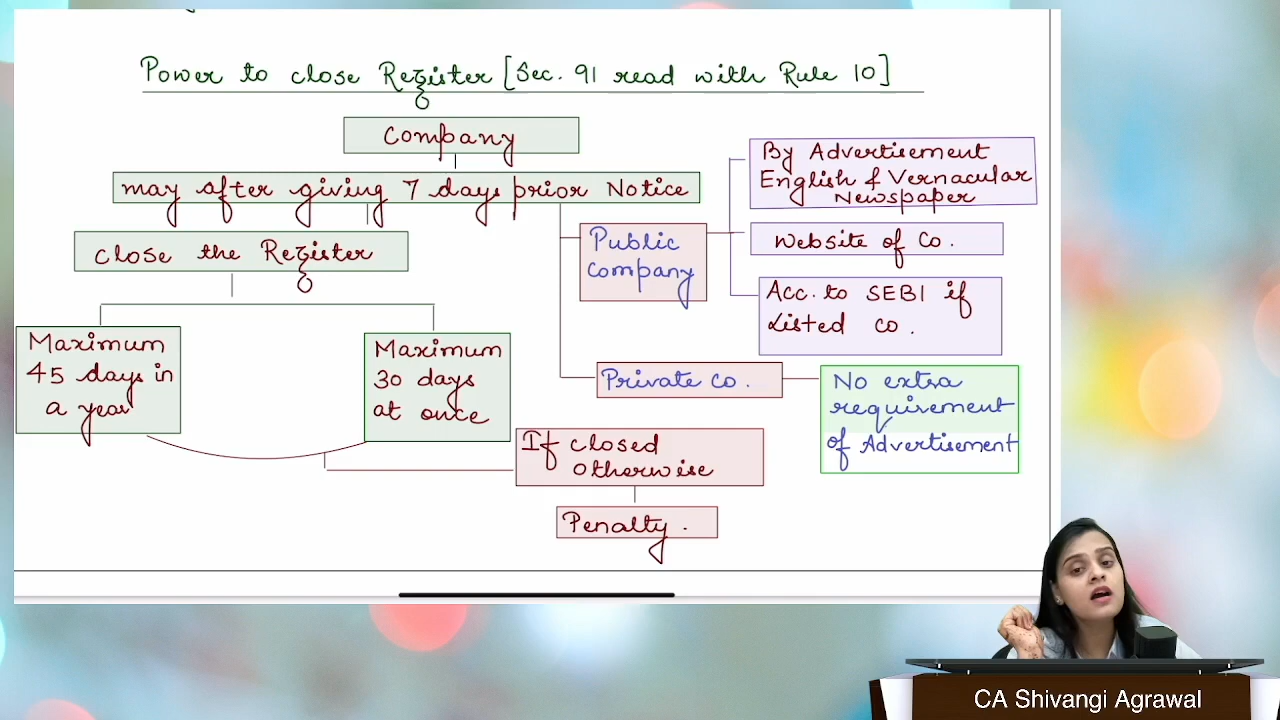 Power to close Register [Sec. 91 read with Rule 10]
Company
may after giving 7 days prior Notice
close the Register
Maximum
45 days in
a year
Maximum
30 days
at once
If closed
otherwise
Penalty.
Public
company
By Advertisement
English & Vernacular
Newspaper
Website of Co.
Acc. to SEBI if
Listed co.
Private co.
No extra
requirement
of Advertisement
CA Shivangi Agrawal